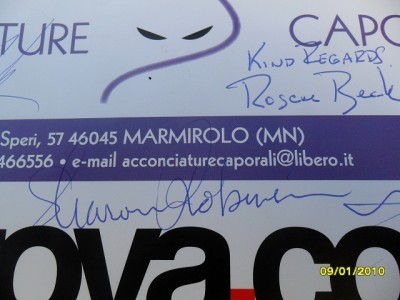 TURE CAPO
KIND REGARDS.
Roscoe Beck
Speri, 57 46045 MARMIROLO (MN)
466556 • e-mail acconciaturecaporali@libero.it
Sharon Robinson
ova.co
09/01/2010